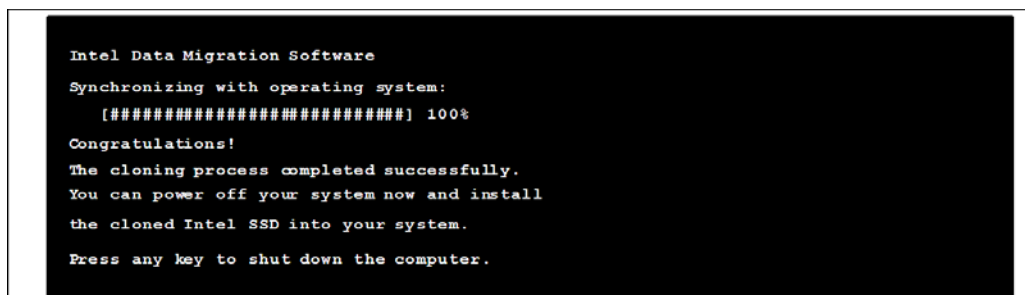 Intel Data Migration Software
Synchronizing with operating system:
[###########################] 100%
Congratulations!
The cloning process completed successfully.
You can power off your system now and install
the cloned Intel SSD into your system.
Press any key to shut down the computer.